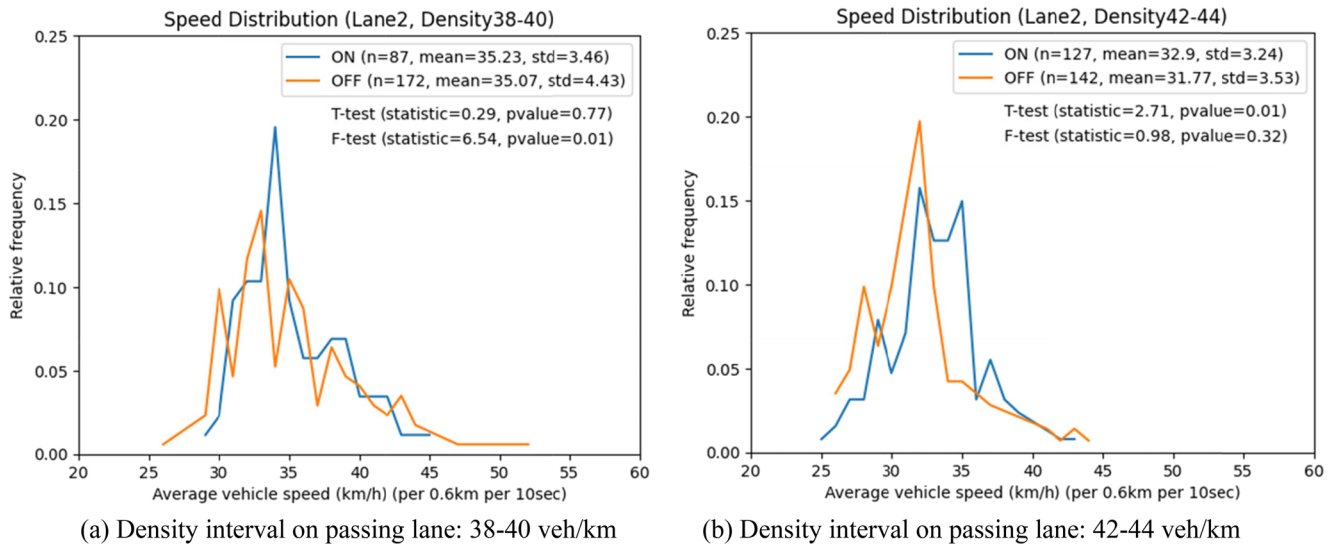 Speed Distribution (Lane2, Density38-40)
0.25
0.20
0.15
0.10
0.05
0.00
Relative frequency
ON (n=87, mean=35.23, std=3.46)
OFF (n=172, mean=35.07, std=4.43)
T-test (statistic=0.29, pvalue=0.77)
F-test (statistic=6.54, pvalue=0.01)
20 25 30 35 40 45 50 55 60
Average vehicle speed (km/h) (per 0.6km per 10sec)
(a) Density interval on passing lane: 38-40 veh/km
Speed Distribution (Lane2, Density42-44)
0.25
0.20
0.15
0.10
0.05
0.00
Relative frequency
ON (n=127, mean=32.9, std=3.24)
OFF (n=142, mean=31.77, std=3.53)
T-test (statistic=2.71, pvalue=0.01)
F-test (statistic=0.98, pvalue=0.32)
20 25 30 35 40 45 50 55 60
Average vehicle speed (km/h) (per 0.6km per 10sec)
(b) Density interval on passing lane: 42-44 veh/km